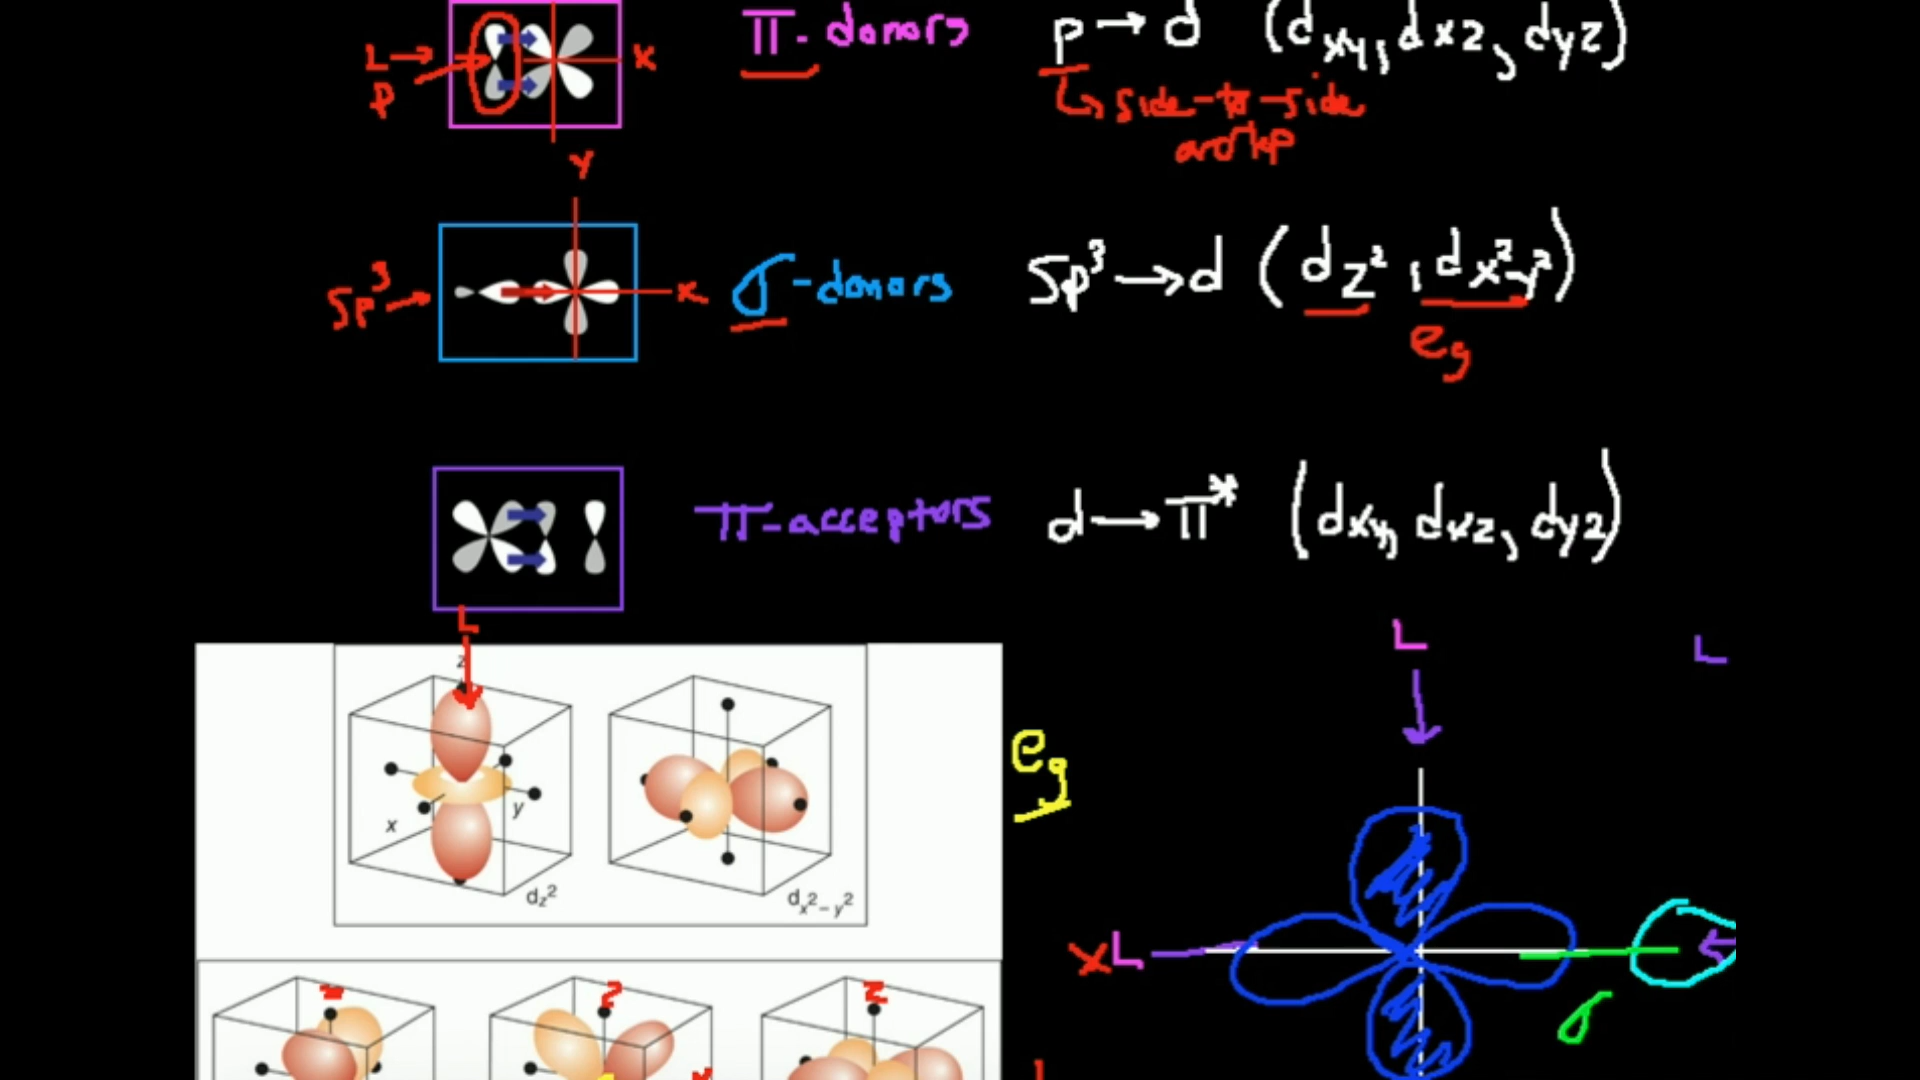 L → x π-donors p → d (dxy, dxz, dyz)
p
↳ side-to-side
overlap
y
sp³ → x σ-donors sp³ → d (dz², dx²-y²)
eg
π-acceptors d → π* (dxy, dxz, dyz)
L
L L
z
eg
x y
dz² dx²-y²
x L
σ
z z